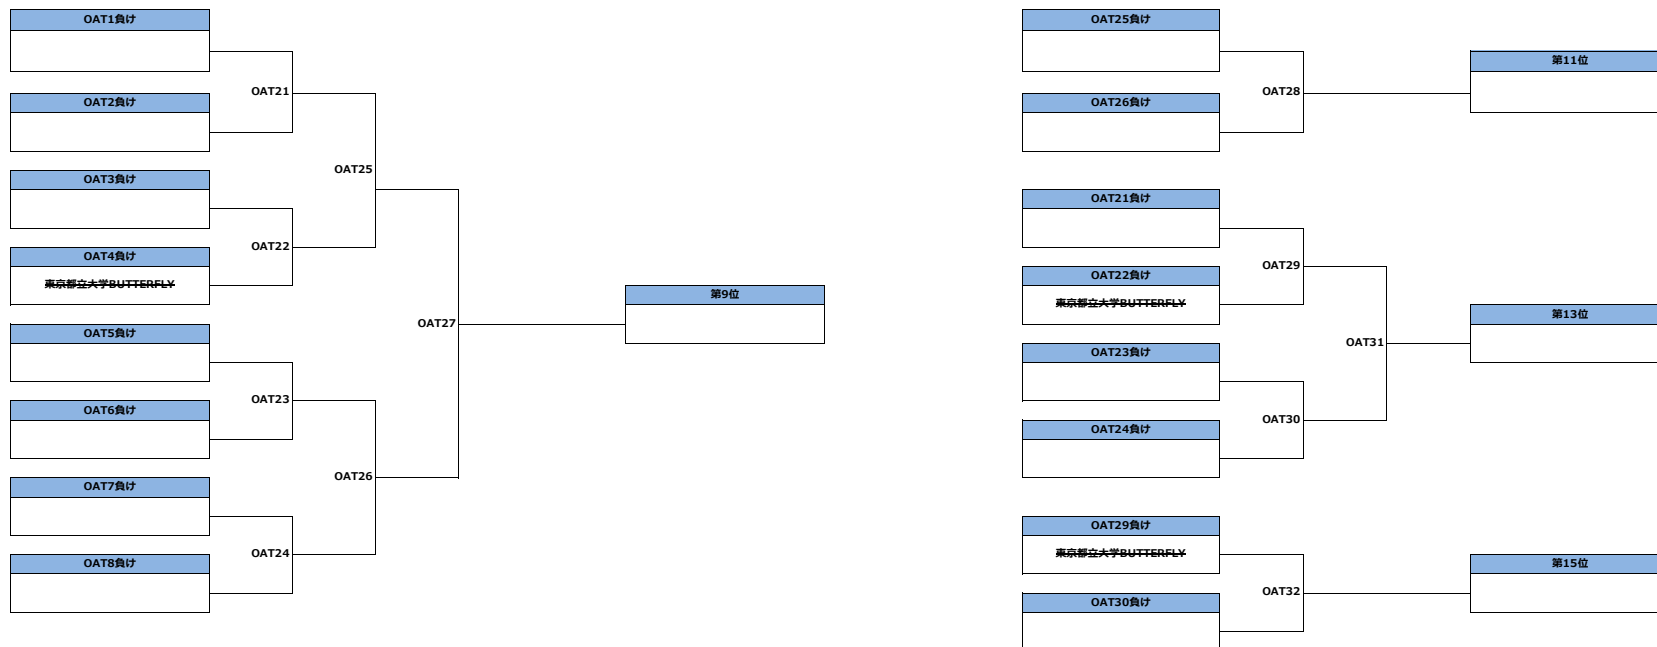 OAT1負け
OAT21
OAT2負け
OAT25
OAT3負け
OAT22
OAT4負け
東京都立大学BUTTERFLY
OAT27
第9位
OAT5負け
OAT23
OAT6負け
OAT26
OAT7負け
OAT24
OAT8負け
OAT25負け
第11位
OAT28
OAT26負け
OAT21負け
OAT29
OAT22負け
東京都立大学BUTTERFLY
第13位
OAT31
OAT23負け
OAT30
OAT24負け
OAT29負け
東京都立大学BUTTERFLY
第15位
OAT32
OAT30負け